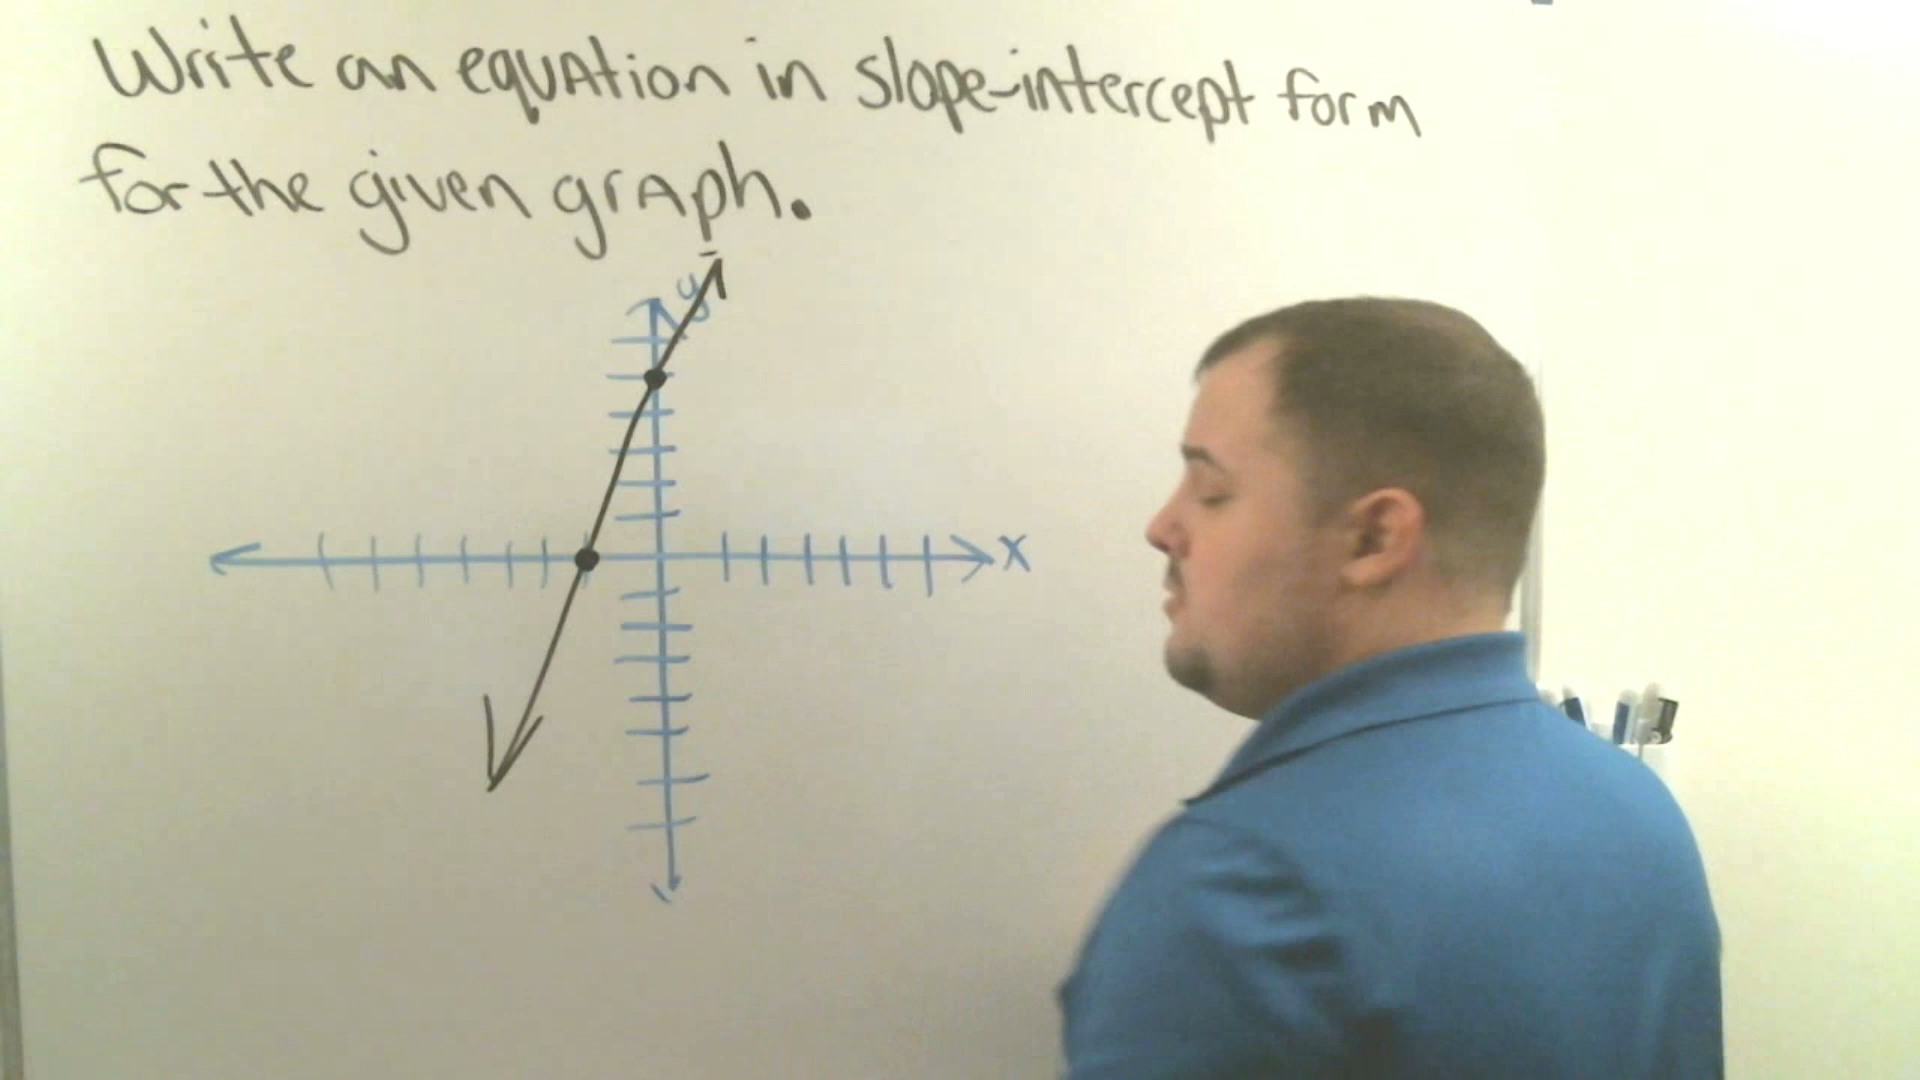 Write an equation in slope-intercept form
for the given graph.
y
x